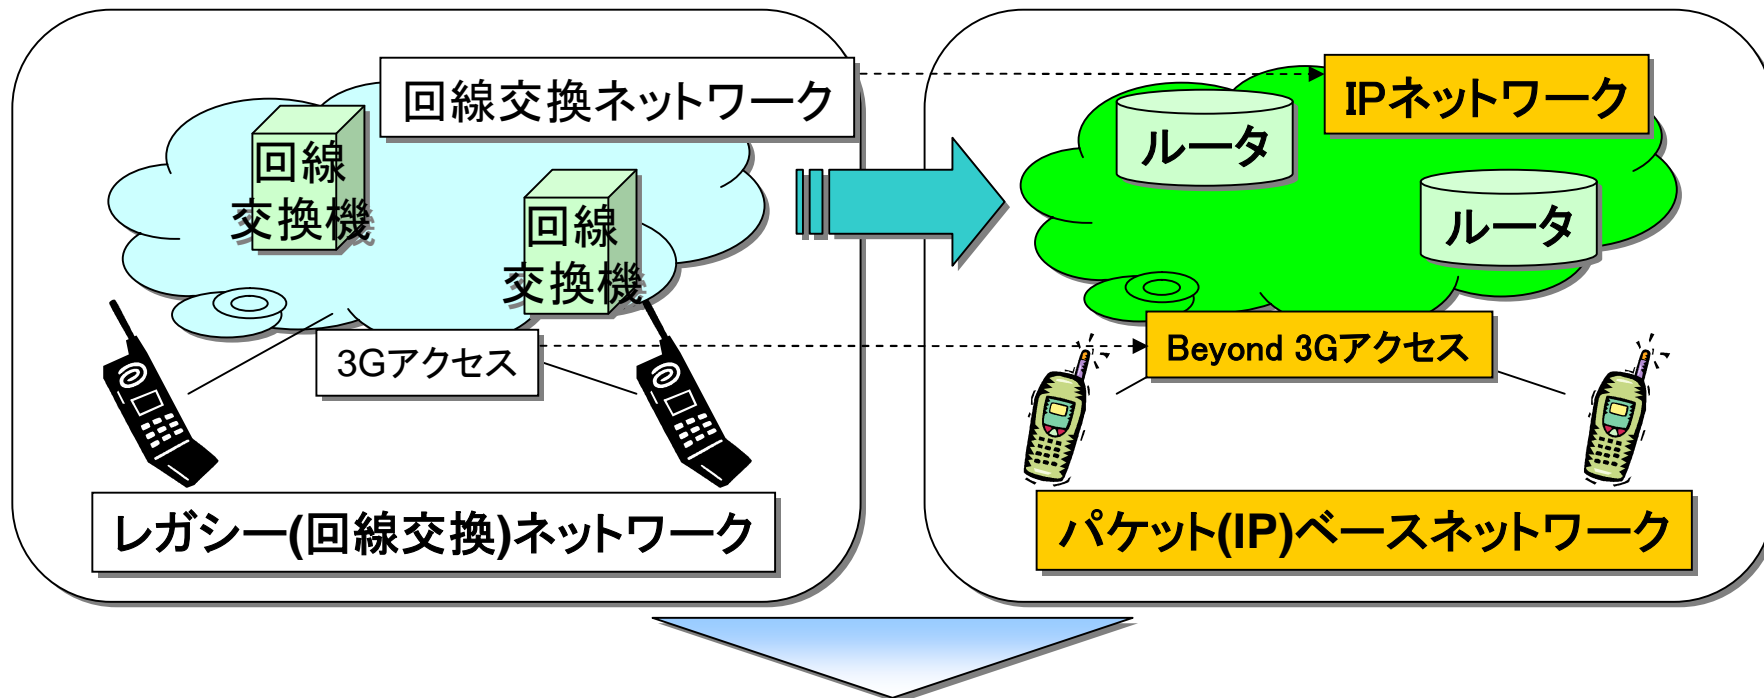 回線交換ネットワーク
回線
交換機
回線
交換機
3Gアクセス
レガシー(回線交換)ネットワーク
IPネットワーク
ルータ
ルータ
Beyond 3Gアクセス
パケット(IP)ベースネットワーク